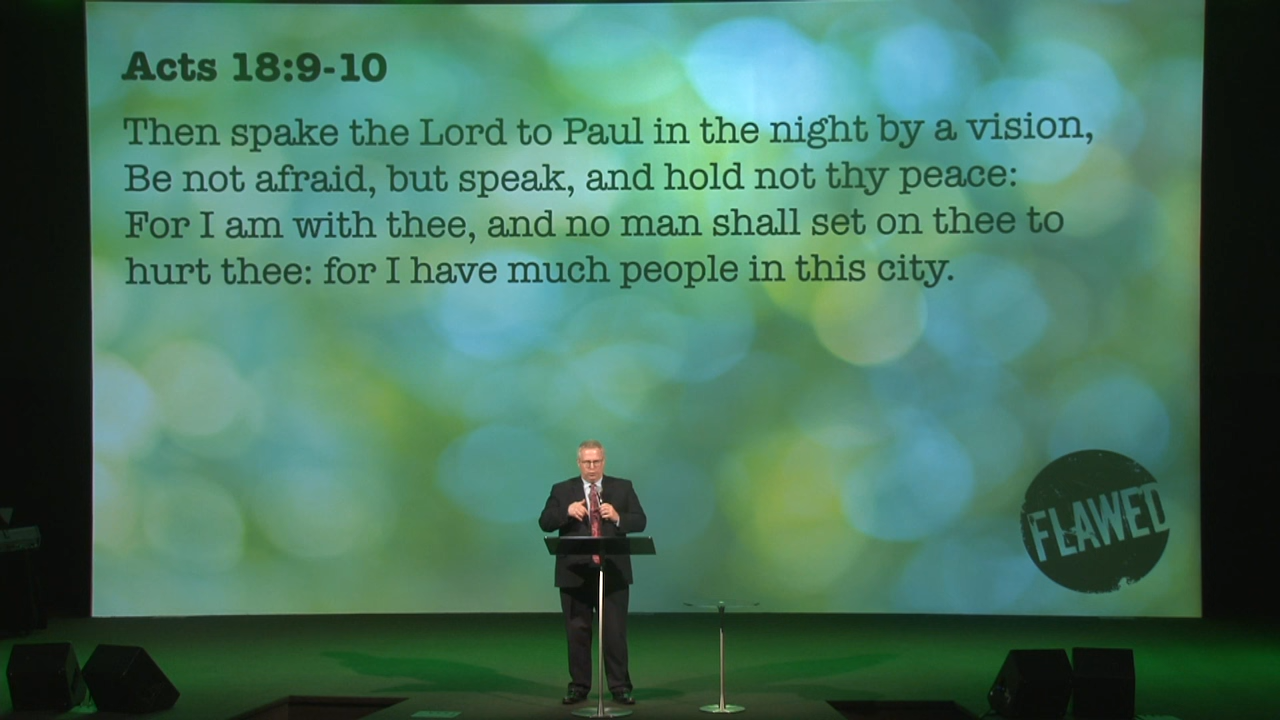 Acts 18:9-10
Then spake the Lord to Paul in the night by a vision,
Be not afraid, but speak, and hold not thy peace:
For I am with thee, and no man shall set on thee to
hurt thee: for I have much people in this city.
FLAWED